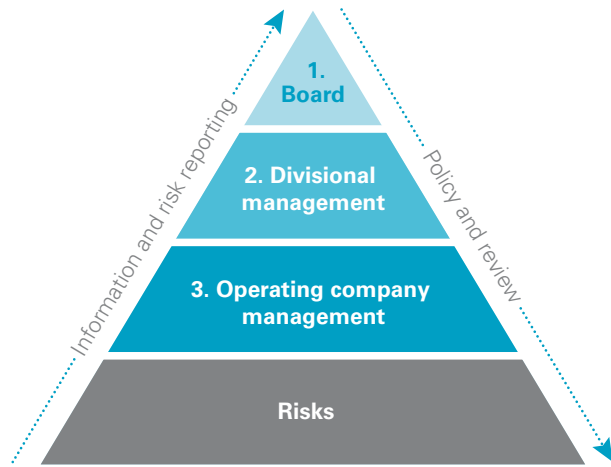 1.
Board
2. Divisional
management
3. Operating company
management
Risks
Information and risk reporting
Policy and review